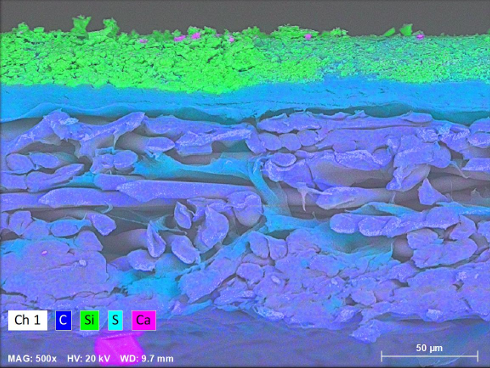 Ch 1 C Si S Ca
MAG: 500x HV: 20 kV WD: 9.7 mm
50 µm